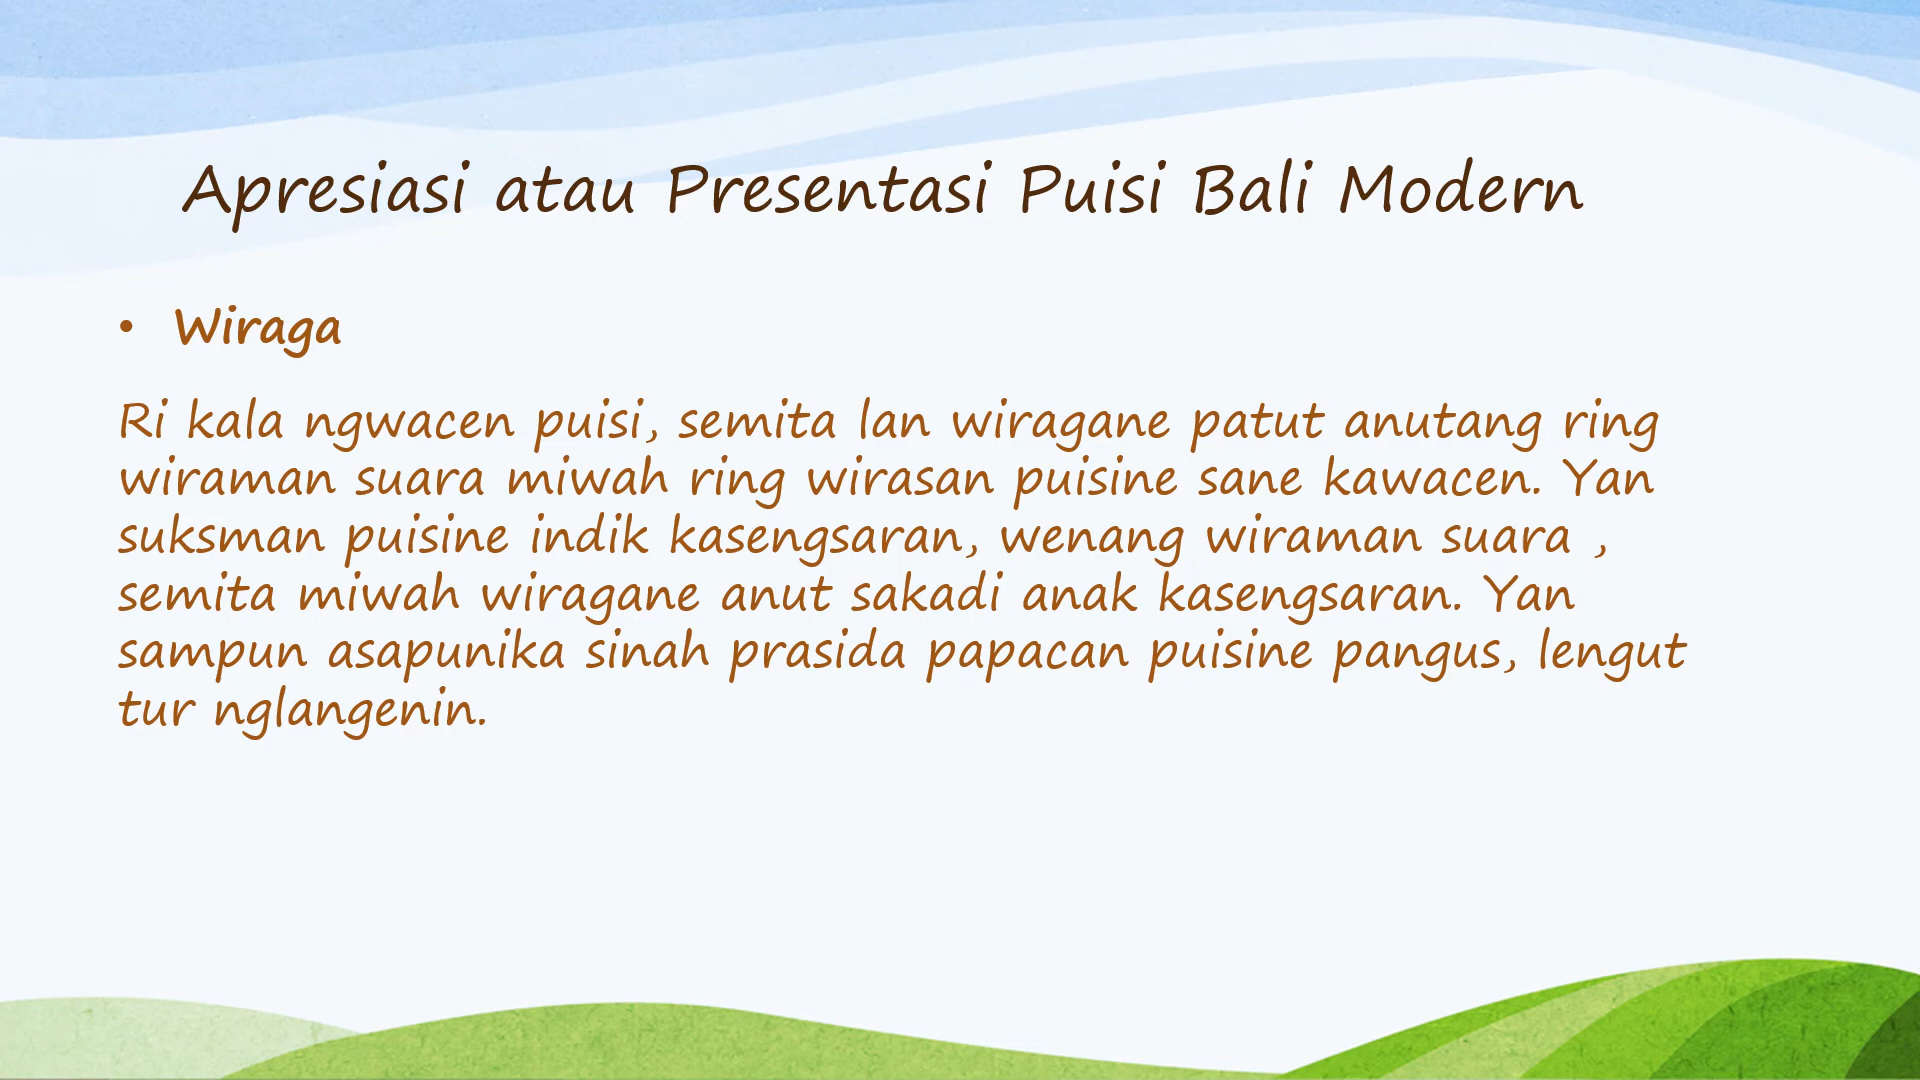 Apresiasi atau Presentasi Puisi Bali Modern
• Wiraga
Ri kala ngwacen puisi, semita lan wiragane patut anutang ring
wiraman suara miwah ring wirasan puisine sane kawacen. Yan
suksman puisine indik kasengsaran, wenang wiraman suara ,
semita miwah wiragane anut sakadi anak kasengsaran. Yan
sampun asapunika sinah prasida papacan puisine pangus, lengut
tur nglangenin.